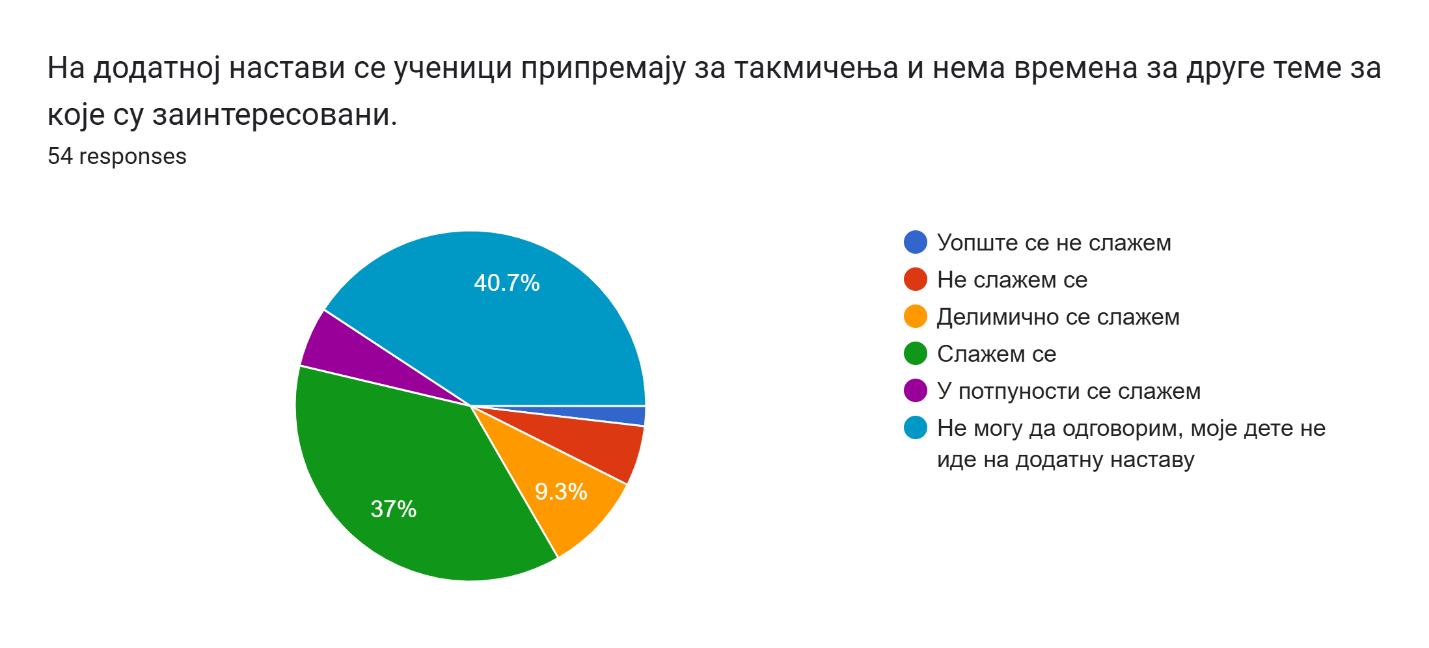 На додатној настави се ученици припремају за такмичења и нема времена за друге теме за
које су заинтересовани.
54 responses
40.7%
9.3%
37%
Уопште се не слажем
Не слажем се
Делимично се слажем
Слажем се
У потпуности се слажем
Не могу да одговорим, моје дете не
иде на додатну наставу